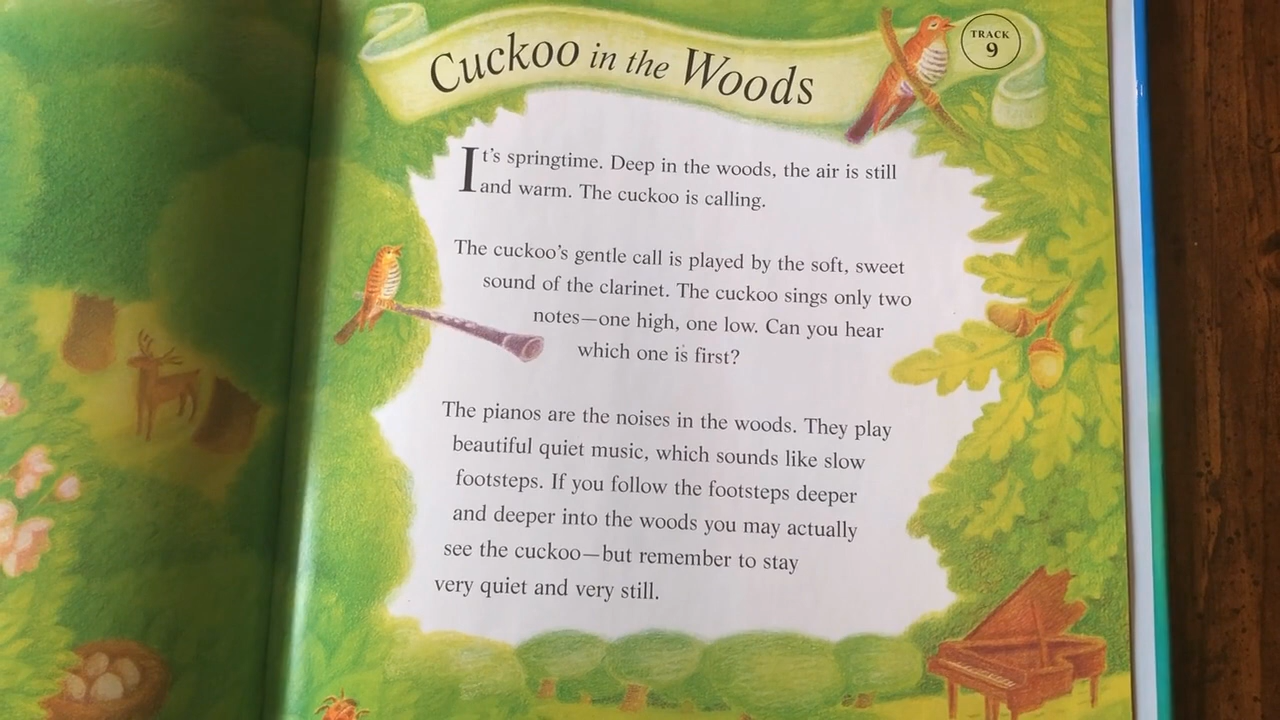 Cuckoo in the Woods
TRACK
9
It's springtime. Deep in the woods, the air is still
and warm. The cuckoo is calling.
The cuckoo's gentle call is played by the soft, sweet
sound of the clarinet. The cuckoo sings only two
notes—one high, one low. Can you hear
which one is first?
The pianos are the noises in the woods. They play
beautiful quiet music, which sounds like slow
footsteps. If you follow the footsteps deeper
and deeper into the woods you may actually
see the cuckoo—but remember to stay
very quiet and very still.